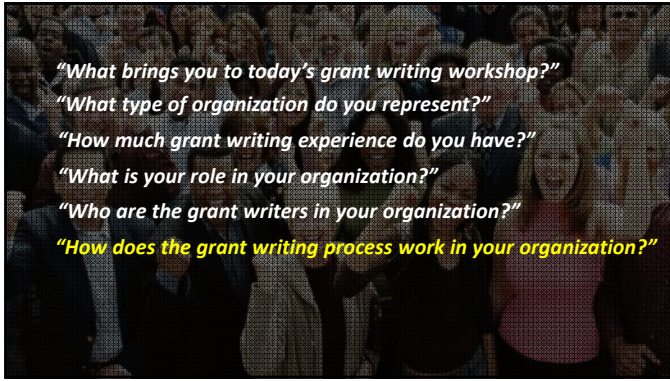 “What brings you to today’s grant writing workshop?”
“What type of organization do you represent?”
“How much grant writing experience do you have?”
“What is your role in your organization?”
“Who are the grant writers in your organization?”
“How does the grant writing process work in your organization?”